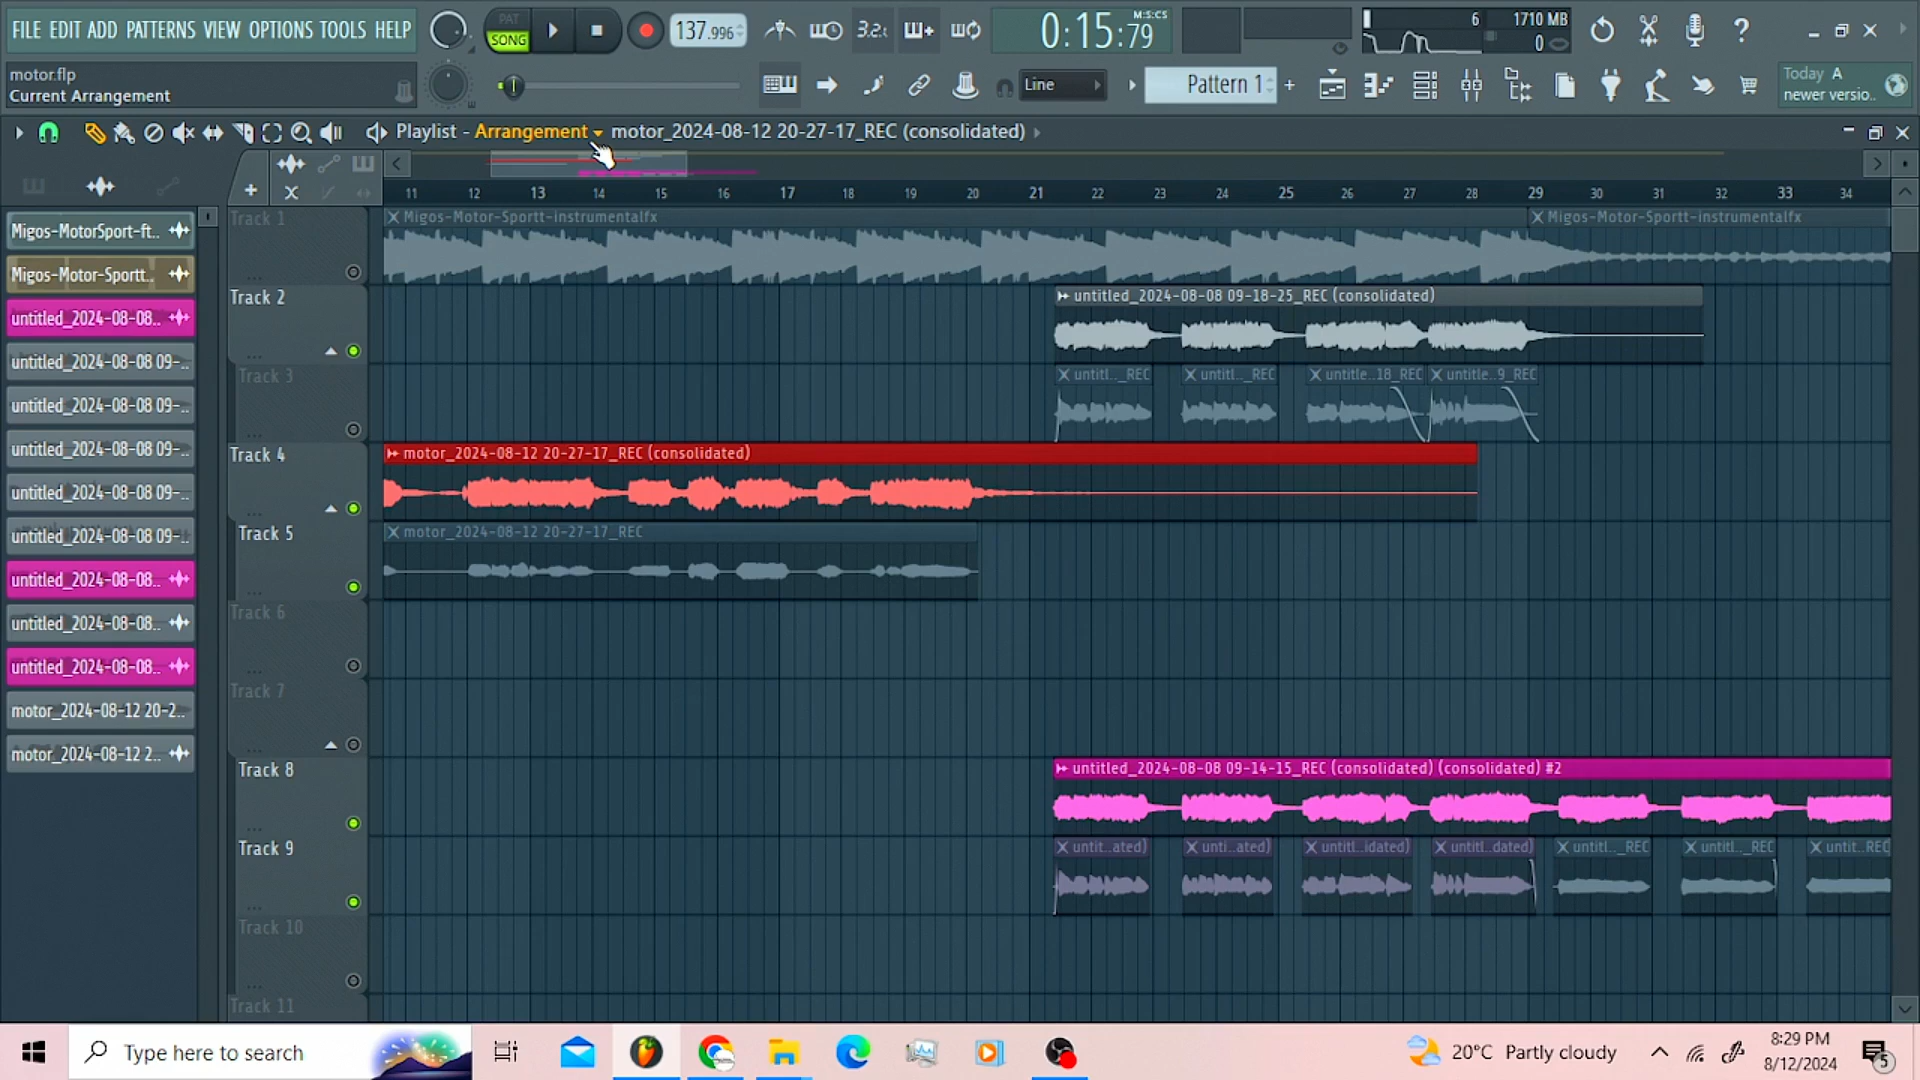 FILE EDIT ADD PATTERNS VIEW OPTIONS TOOLS HELP
PAT
SONG
137.996
3.2.
0:15:79
M:S:CS
6
1710 MB
0
motor.flp
Current Arrangement
Line
Pattern 1
Today A
newer versio..
Playlist - Arrangement motor_2024-08-12 20-27-17_REC (consolidated)
11 12 13 14 15 16 17 18 19 20 21 22 23 24 25 26 27 28 29 30 31 32 33 34
Migos-MotorSport-ft..
Migos-Motor-Sportt..
untitled_2024-08-08..
untitled_2024-08-08 09-..
untitled_2024-08-08 09-..
untitled_2024-08-08 09-..
untitled_2024-08-08 09-..
untitled_2024-08-08 09-..
untitled_2024-08-08..
untitled_2024-08-08..
untitled_2024-08-08..
motor_2024-08-12 20-2..
motor_2024-08-12 2..
Track 1
Migos-Motor-Sportt-instrumentalfx
Migos-Motor-Sportt-instrumentalfx
Track 2
untitled_2024-08-08 09-18-25_REC (consolidated)
Track 3
untitl.._REC
untitl.._REC
untitle..18_REC
untitle..9_REC
Track 4
motor_2024-08-12 20-27-17_REC (consolidated)
Track 5
motor_2024-08-12 20-27-17_REC
Track 6
Track 7
Track 8
untitled_2024-08-08 09-14-15_REC (consolidated) (consolidated) #2
Track 9
untit..ated)
unti..ated)
untitl..idated)
untitl..dated)
untitl.._REC
untitl.._REC
untit..REC
Track 10
Track 11
Type here to search
20°C Partly cloudy
8:29 PM
8/12/2024
5